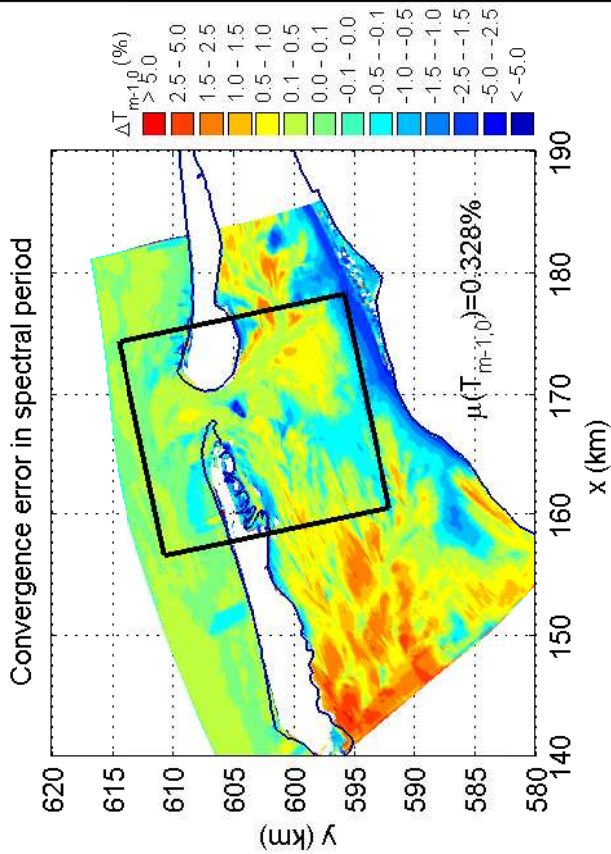 Convergence error in spectral period
ΔT_{m-1,0} (%)
> 5.0
2.5 - 5.0
1.5 - 2.5
1.0 - 1.5
0.5 - 1.0
0.1 - 0.5
0.0 - 0.1
-0.1 - 0.0
-0.5 - -0.1
-1.0 - -0.5
-1.5 - -1.0
-2.5 - -1.5
-5.0 - -2.5
< -5.0
620
615
610
605
600
595
590
585
580
y (km)
μ(T_{m-1,0})=0.328%
140
150
160
170
180
190
x (km)